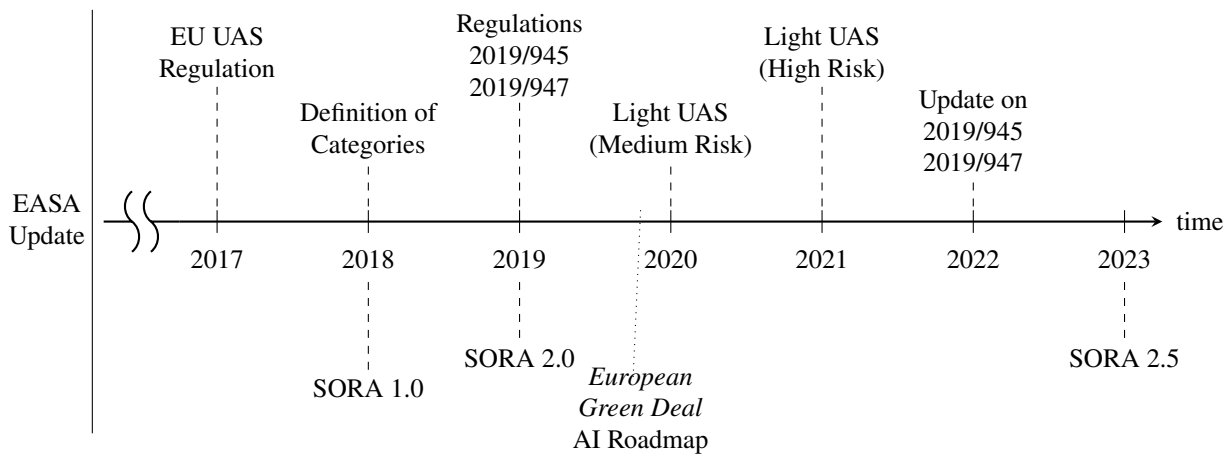 EU UAS
Regulation
Definition of
Categories
Regulations
2019/945
2019/947
Light UAS
(Medium Risk)
Light UAS
(High Risk)
Update on
2019/945
2019/947
EASA
Update
time
2017
2018
2019
2020
2021
2022
2023
SORA 1.0
SORA 2.0
European
Green Deal
AI Roadmap
SORA 2.5